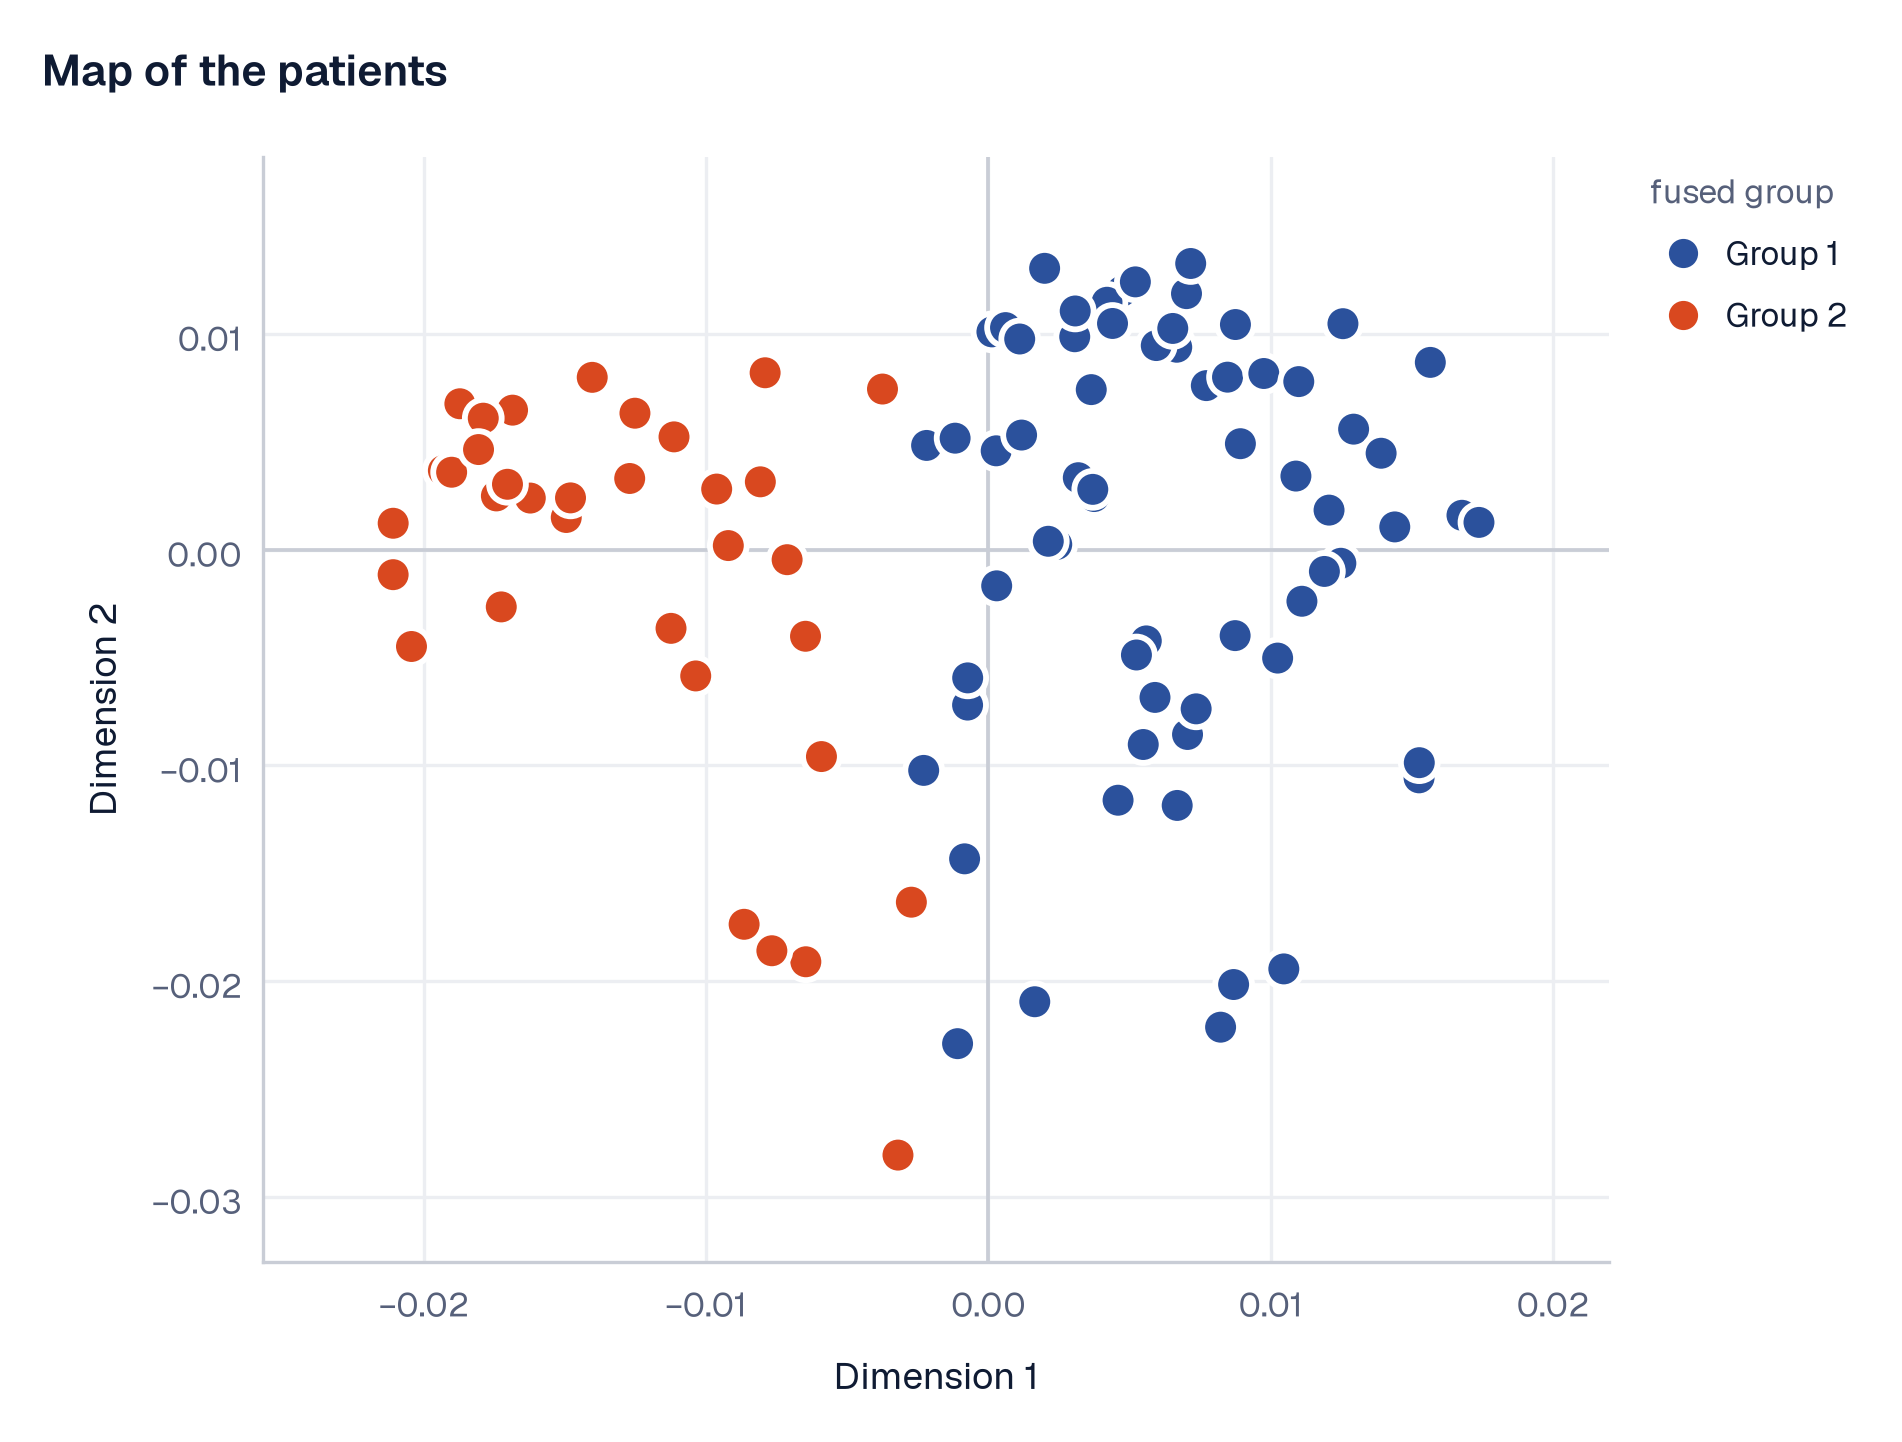 Map of the patients
fused group
Group 1
Group 2
0.01
0.00
−0.01
−0.02
−0.03
Dimension 2
−0.02
−0.01
0.00
0.01
0.02
Dimension 1